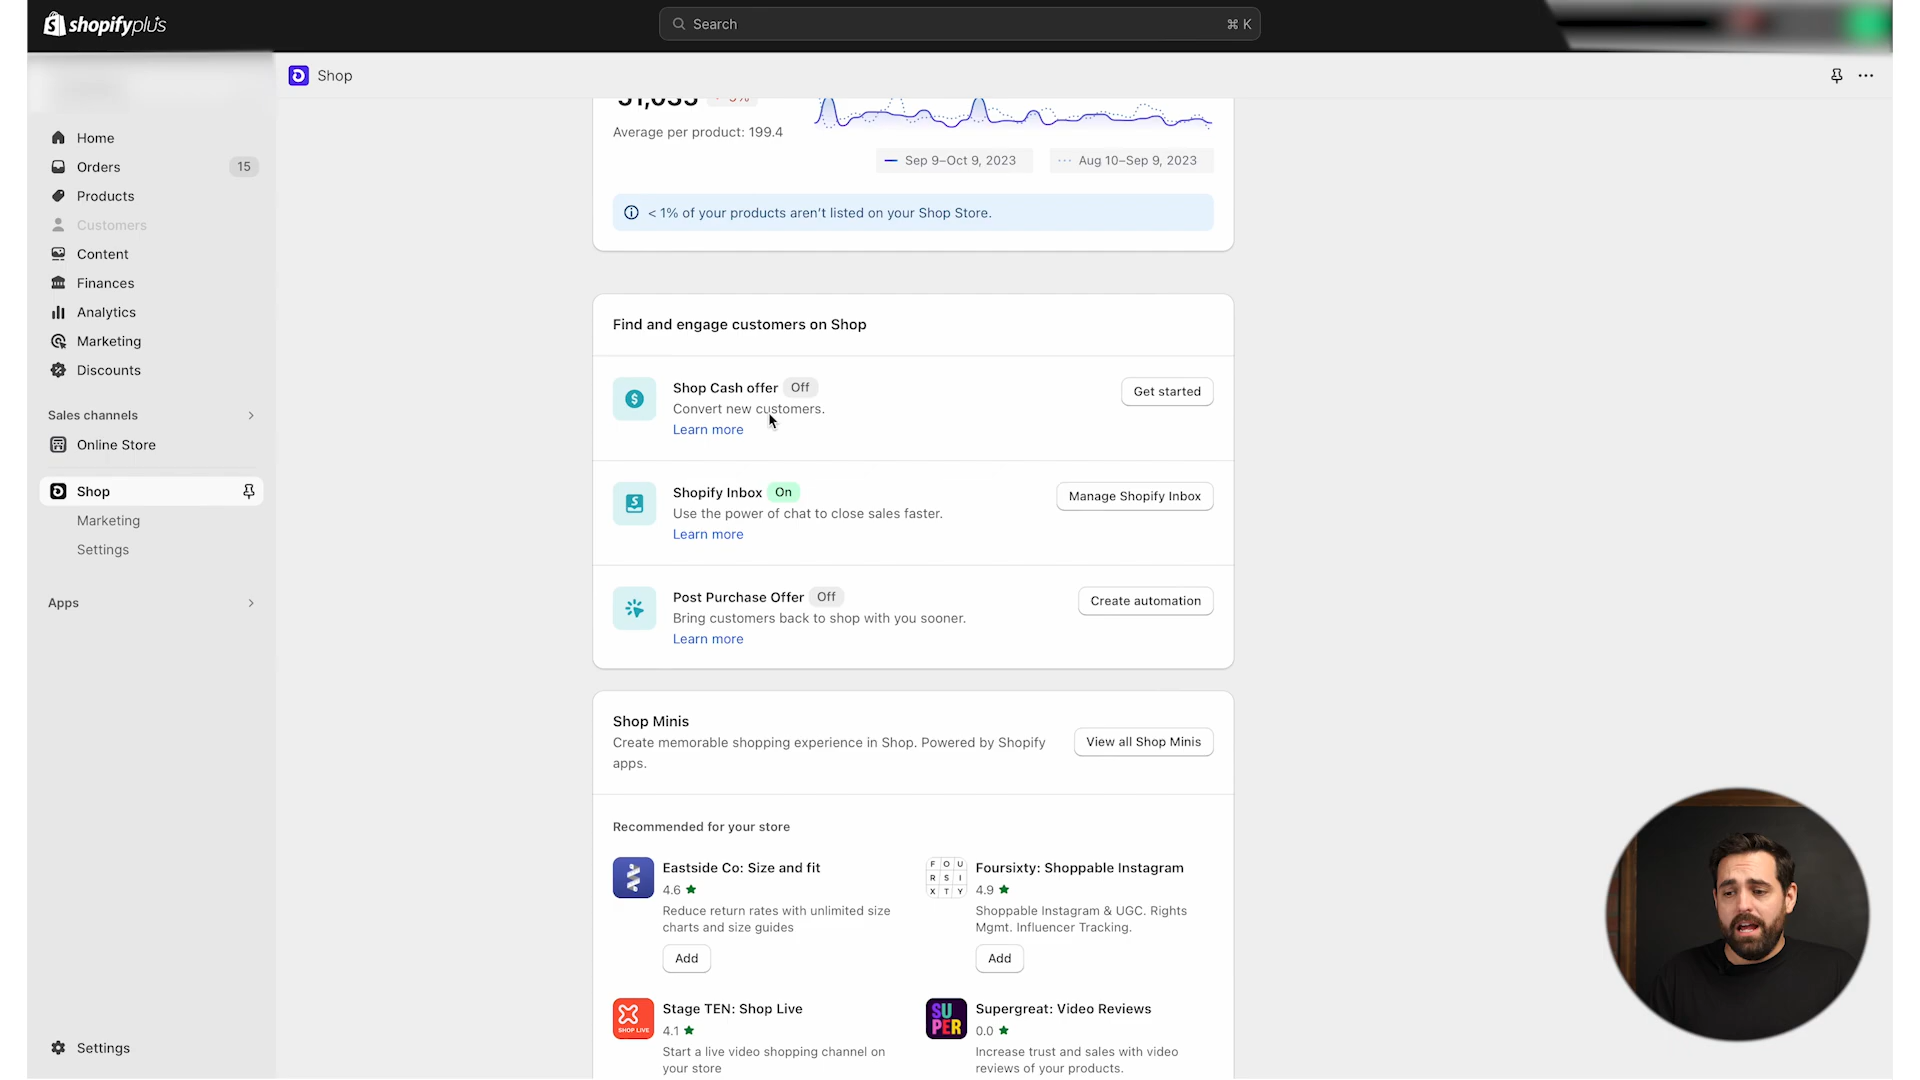 shopifyplus
Search
⌘ K
Shop
Home
Orders
15
Products
Customers
Content
Finances
Analytics
Marketing
Discounts
Sales channels
Online Store
Shop
Marketing
Settings
Apps
Settings
Average per product: 199.4
Sep 9–Oct 9, 2023
Aug 10–Sep 9, 2023
< 1% of your products aren't listed on your Shop Store.
Find and engage customers on Shop
Shop Cash offer Off
Convert new customers.
Learn more
Get started
Shopify Inbox On
Use the power of chat to close sales faster.
Learn more
Manage Shopify Inbox
Post Purchase Offer Off
Bring customers back to shop with you sooner.
Learn more
Create automation
Shop Minis
Create memorable shopping experience in Shop. Powered by Shopify
apps.
View all Shop Minis
Recommended for your store
Eastside Co: Size and fit
4.6 ★
Reduce return rates with unlimited size
charts and size guides
Add
FOU
RSI
XTY
Foursixty: Shoppable Instagram
4.9 ★
Shoppable Instagram & UGC. Rights
Mgmt. Influencer Tracking.
Add
SHOP LIVE
Stage TEN: Shop Live
4.1 ★
Start a live video shopping channel on
your store
SU
PER
Supergreat: Video Reviews
0.0 ★
Increase trust and sales with video
reviews of your products.